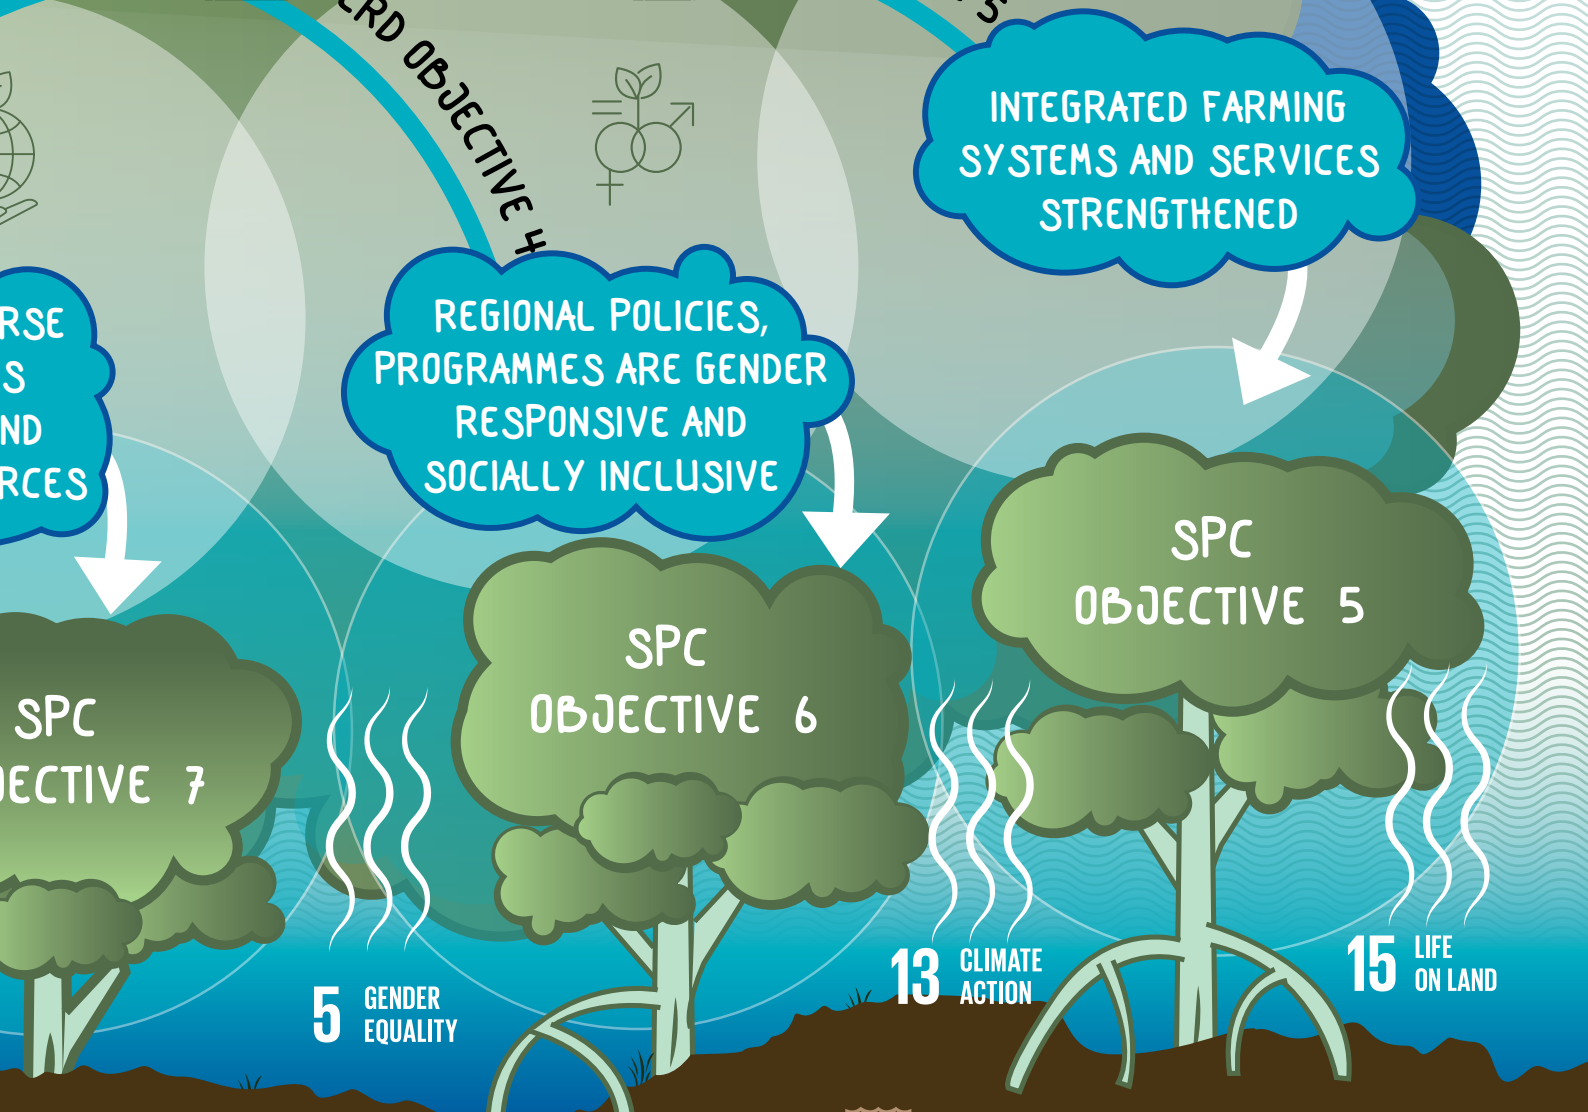 OBJECTIVE 4
5
INTEGRATED FARMING
SYSTEMS AND SERVICES
STRENGTHENED
REGIONAL POLICIES,
PROGRAMMES ARE GENDER
RESPONSIVE AND
SOCIALLY INCLUSIVE
RSE
S
ND
RCES
SPC
OBJECTIVE 5
SPC
OBJECTIVE 6
SPC
JECTIVE 7
5 GENDER
EQUALITY
13 CLIMATE
ACTION
15 LIFE
ON LAND